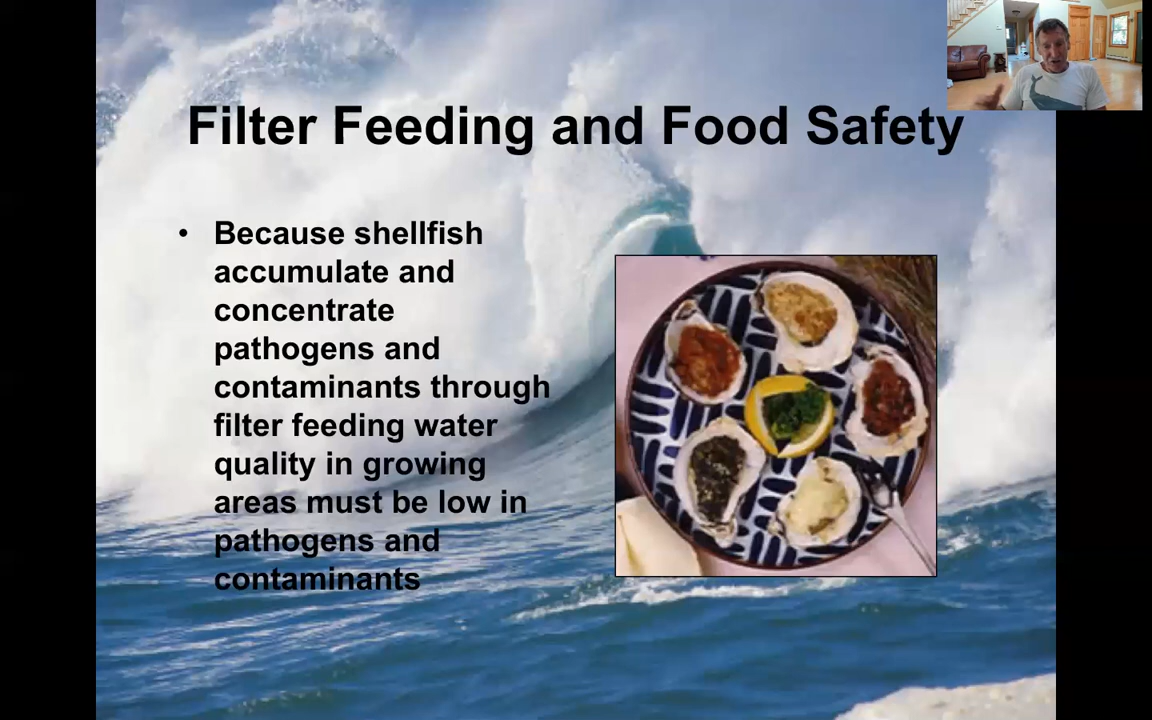 Filter Feeding and Food Safety
• Because shellfish
accumulate and
concentrate
pathogens and
contaminants through
filter feeding water
quality in growing
areas must be low in
pathogens and
contaminants